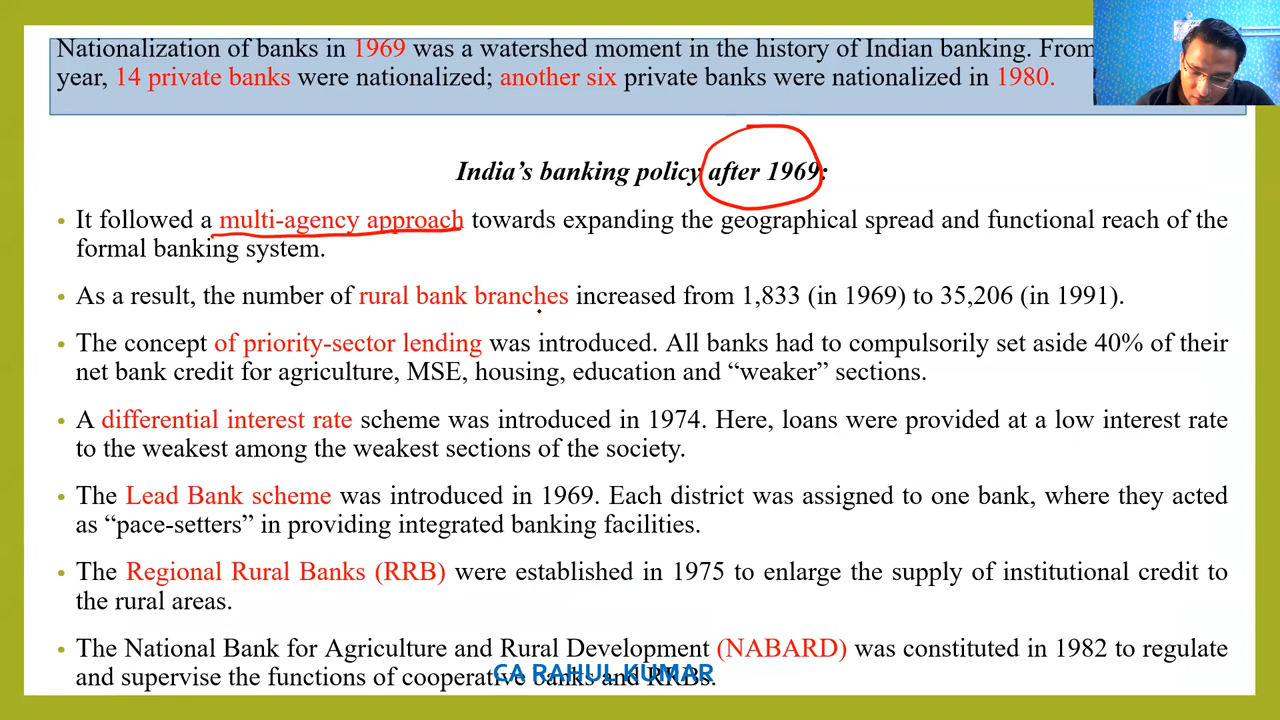 Nationalization of banks in 1969 was a watershed moment in the history of Indian banking. From
year, 14 private banks were nationalized; another six private banks were nationalized in 1980.
India’s banking policy after 1969:
• It followed a multi-agency approach towards expanding the geographical spread and functional reach of the
formal banking system.
• As a result, the number of rural bank branches increased from 1,833 (in 1969) to 35,206 (in 1991).
• The concept of priority-sector lending was introduced. All banks had to compulsorily set aside 40% of their
net bank credit for agriculture, MSE, housing, education and “weaker” sections.
• A differential interest rate scheme was introduced in 1974. Here, loans were provided at a low interest rate
to the weakest among the weakest sections of the society.
• The Lead Bank scheme was introduced in 1969. Each district was assigned to one bank, where they acted
as “pace-setters” in providing integrated banking facilities.
• The Regional Rural Banks (RRB) were established in 1975 to enlarge the supply of institutional credit to
the rural areas.
• The National Bank for Agriculture and Rural Development (NABARD) was constituted in 1982 to regulate
and supervise the functions of cooperative banks and RRBs.
CA RAHUL KUMAR